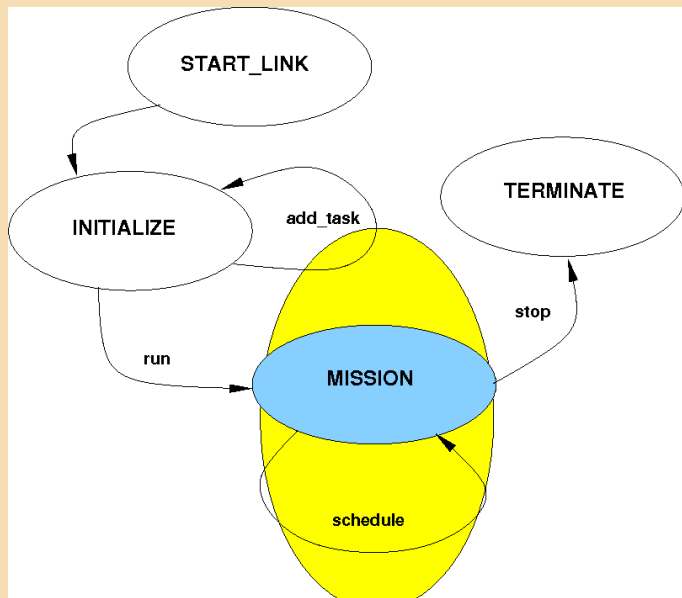 START_LINK
INITIALIZE
add_task
TERMINATE
stop
run
MISSION
schedule